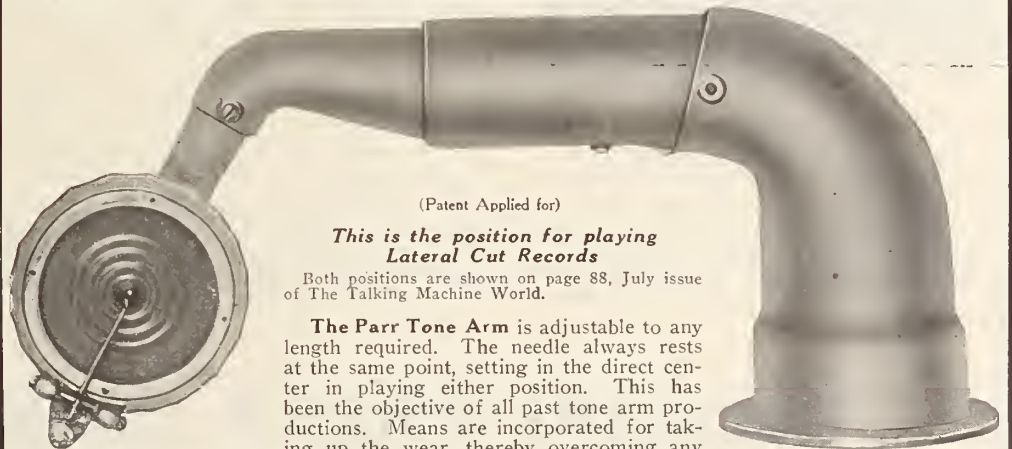 (Patent Applied for)
This is the position for playing
Lateral Cut Records
Both positions are shown on page 88, July issue
of The Talking Machine World.
The Parr Tone Arm is adjustable to any
length required. The needle always rests
at the same point, setting in the direct cen-
ter in playing either position. This has
been the objective of all past tone arm pro-
ductions. Means are incorporated for tak-
ing up the wear, thereby overcoming any